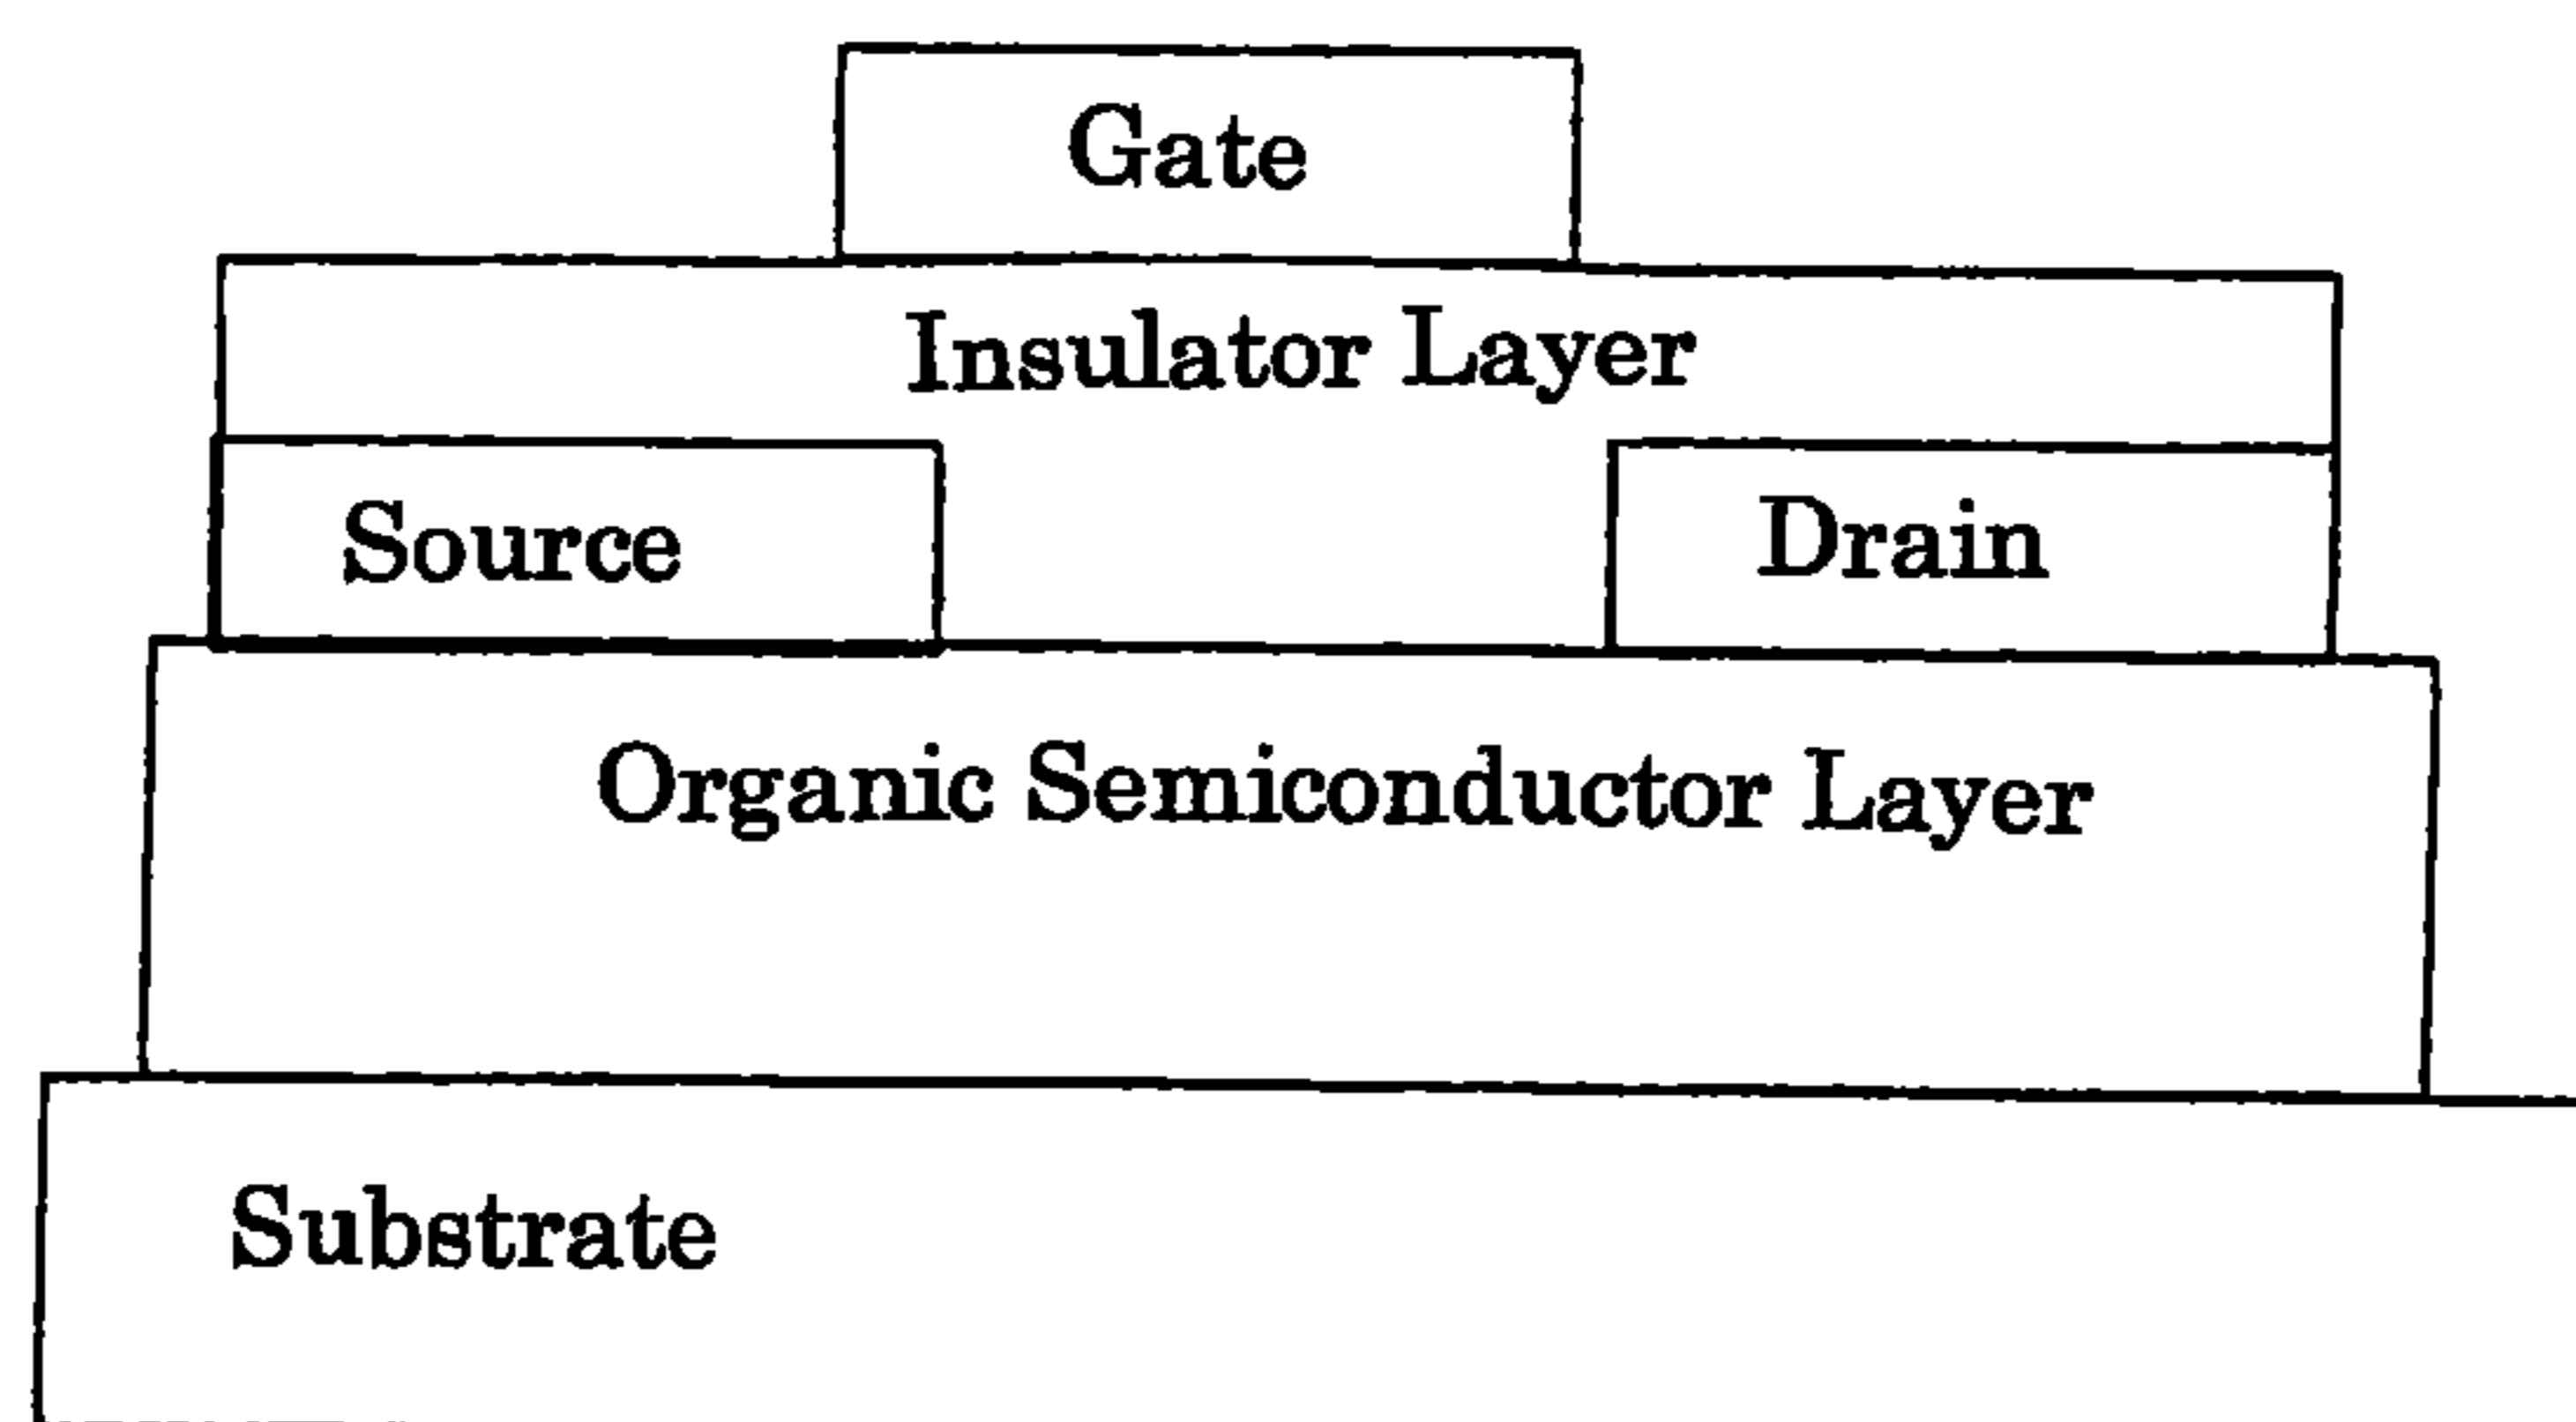 Gate
Insulator Layer
Source
Drain
Organic Semiconductor Layer
Substrate